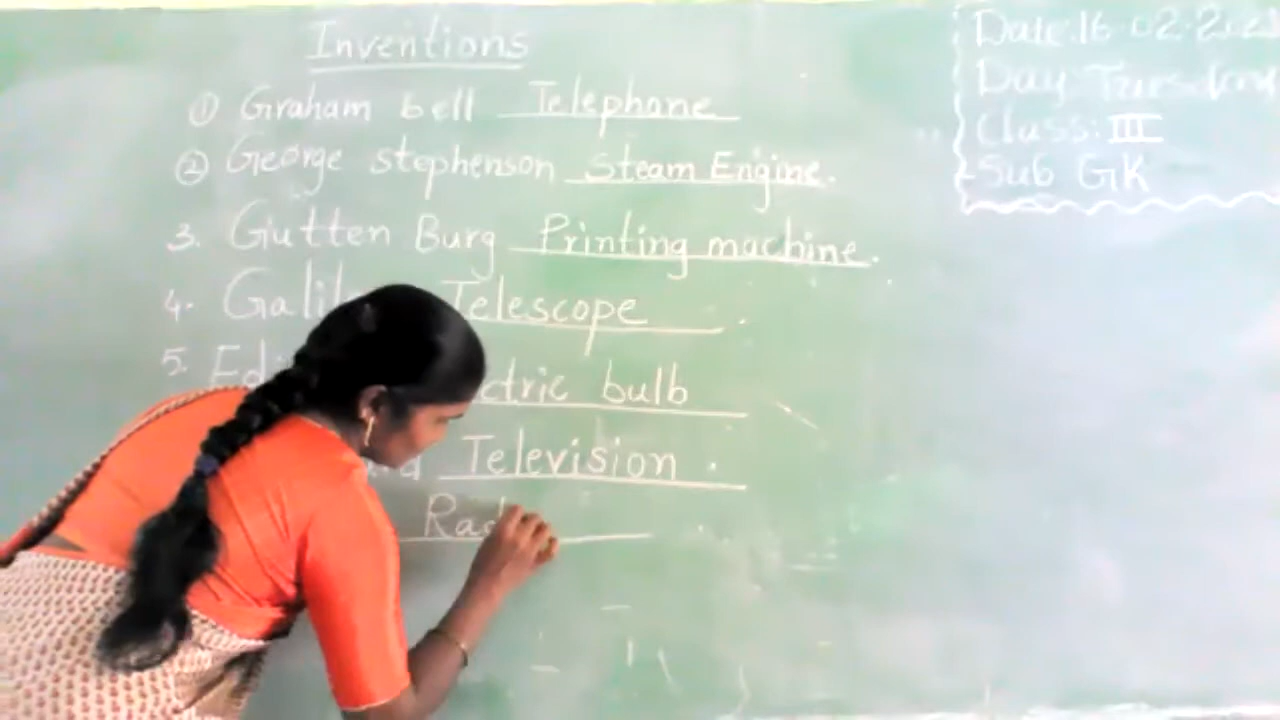 Inventions
① Graham bell Telephone
② George stephenson Steam Engine.
3. Gutten Burg Printing machine.
4. Telescope.
5. bulb
Television.
Date: 16-02-
Day:
Class: III
Sub GK